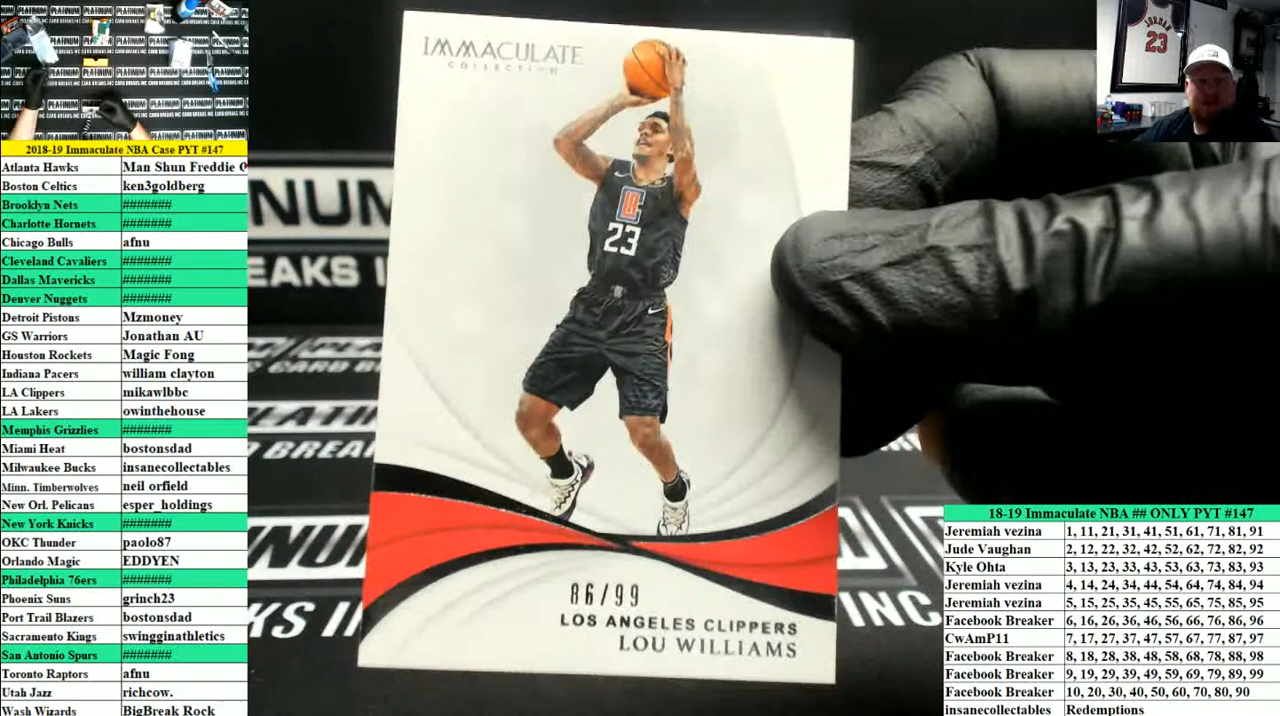 2018-19 Immaculate NBA Case PYT #147
Atlanta Hawks Man Shun Freddie
Boston Celtics ken3goldberg
Brooklyn Nets #######
Charlotte Hornets #######
Chicago Bulls afnu
Cleveland Cavaliers #######
Dallas Mavericks #######
Denver Nuggets #######
Detroit Pistons Mzmoney
GS Warriors Jonathan AU
Houston Rockets Magic Fong
Indiana Pacers william clayton
LA Clippers mikawlbbc
LA Lakers owinthehouse
Memphis Grizzlies #######
Miami Heat bostonsdad
Milwaukee Bucks insanecollectables
Minn. Timberwolves neil orfield
New Orl. Pelicans esper_holdings
New York Knicks #######
OKC Thunder paolo87
Orlando Magic EDDYEN
Philadelphia 76ers #######
Phoenix Suns grinch23
Port Trail Blazers bostonsdad
Sacramento Kings swingginathletics
San Antonio Spurs #######
Toronto Raptors afnu
Utah Jazz richcow.
Wash Wizards BigBreak Rock
IMMACULATE
COLLECTION
LA
23
86/99
LOS ANGELES CLIPPERS
LOU WILLIAMS
JORDAN
23
18-19 Immaculate NBA ## ONLY PYT #147
Jeremiah vezina 1, 11, 21, 31, 41, 51, 61, 71, 81, 91
Jude Vaughan 2, 12, 22, 32, 42, 52, 62, 72, 82, 92
Kyle Ohta 3, 13, 23, 33, 43, 53, 63, 73, 83, 93
Jeremiah vezina 4, 14, 24, 34, 44, 54, 64, 74, 84, 94
Jeremiah vezina 5, 15, 25, 35, 45, 55, 65, 75, 85, 95
Facebook Breaker 6, 16, 26, 36, 46, 56, 66, 76, 86, 96
CwAmP11 7, 17, 27, 37, 47, 57, 67, 77, 87, 97
Facebook Breaker 8, 18, 28, 38, 48, 58, 68, 78, 88, 98
Facebook Breaker 9, 19, 29, 39, 49, 59, 69, 79, 89, 99
Facebook Breaker 10, 20, 30, 40, 50, 60, 70, 80, 90
insanecollectables Redemptions